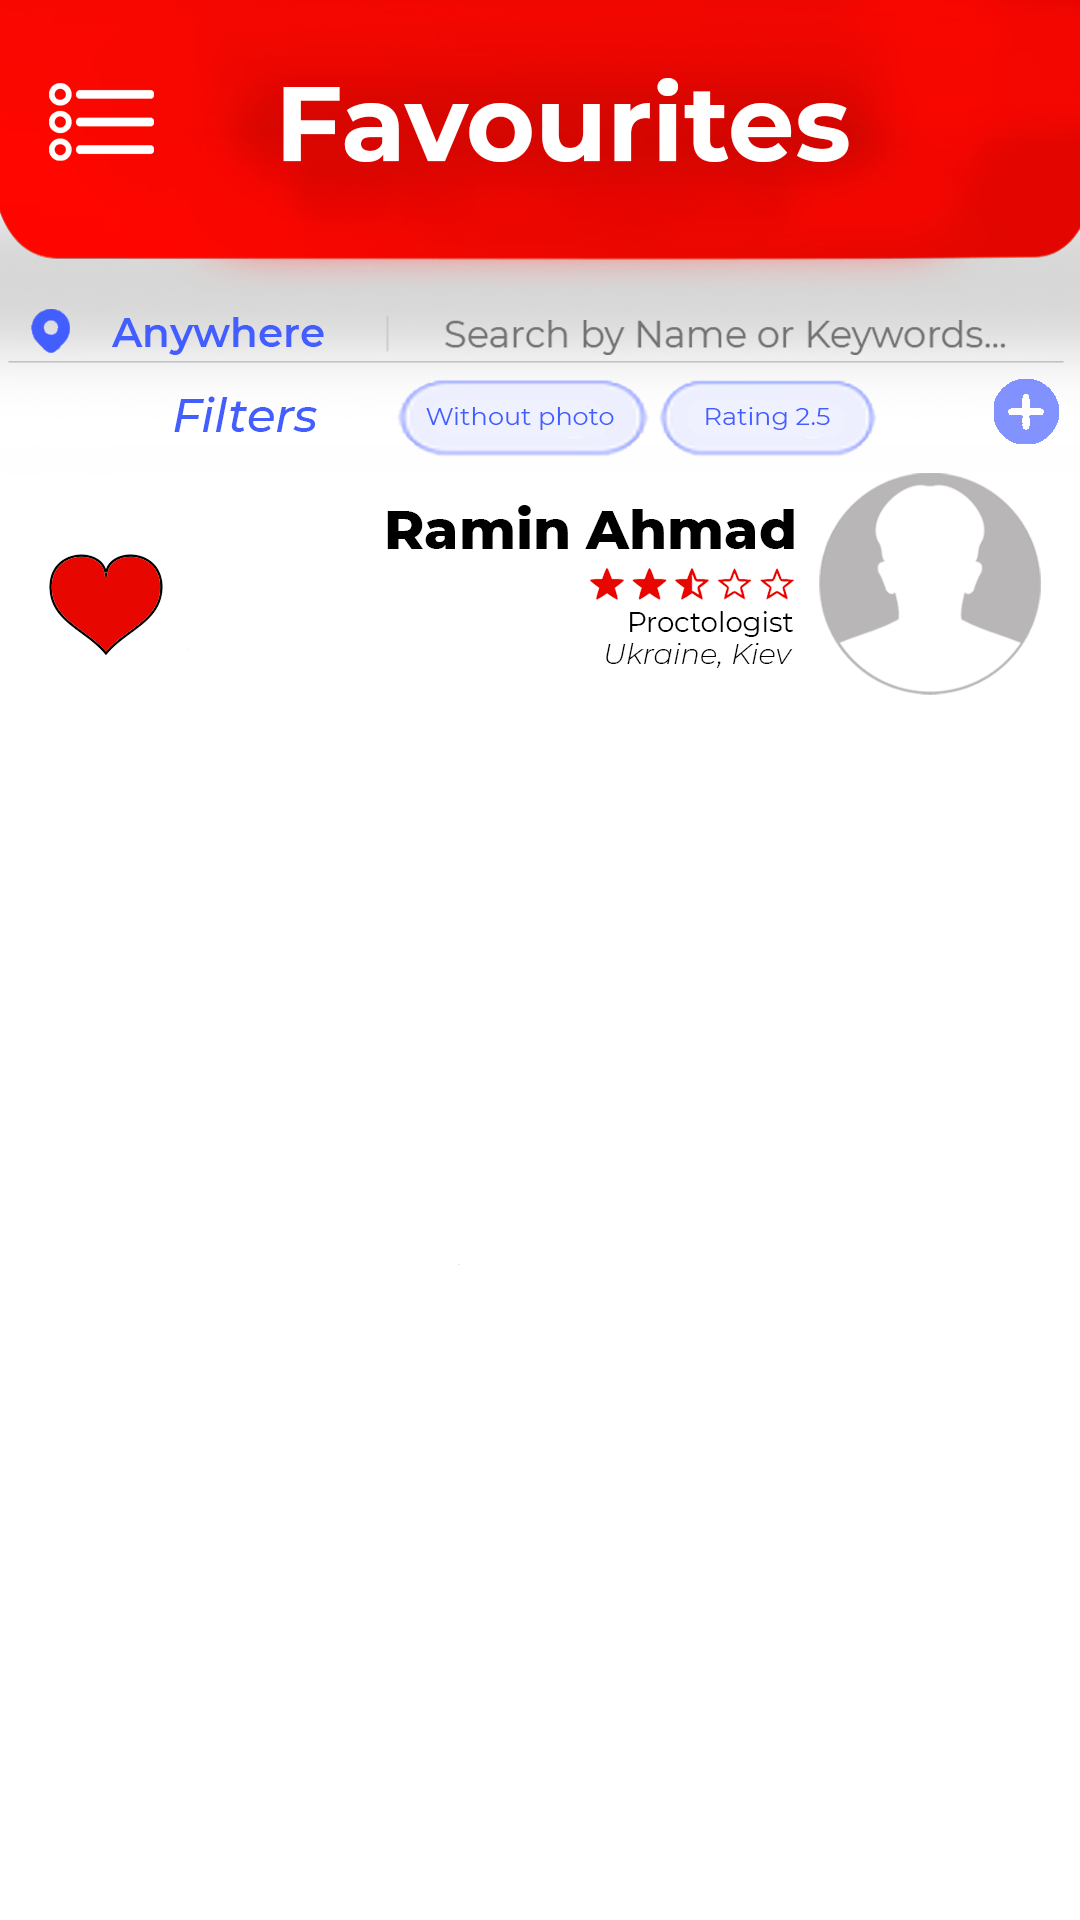 Favourites
Anywhere
Search by Name or Keywords...
Filters
Without photo
Rating 2.5
Ramin Ahmad
Proctologist
Ukraine, Kiev